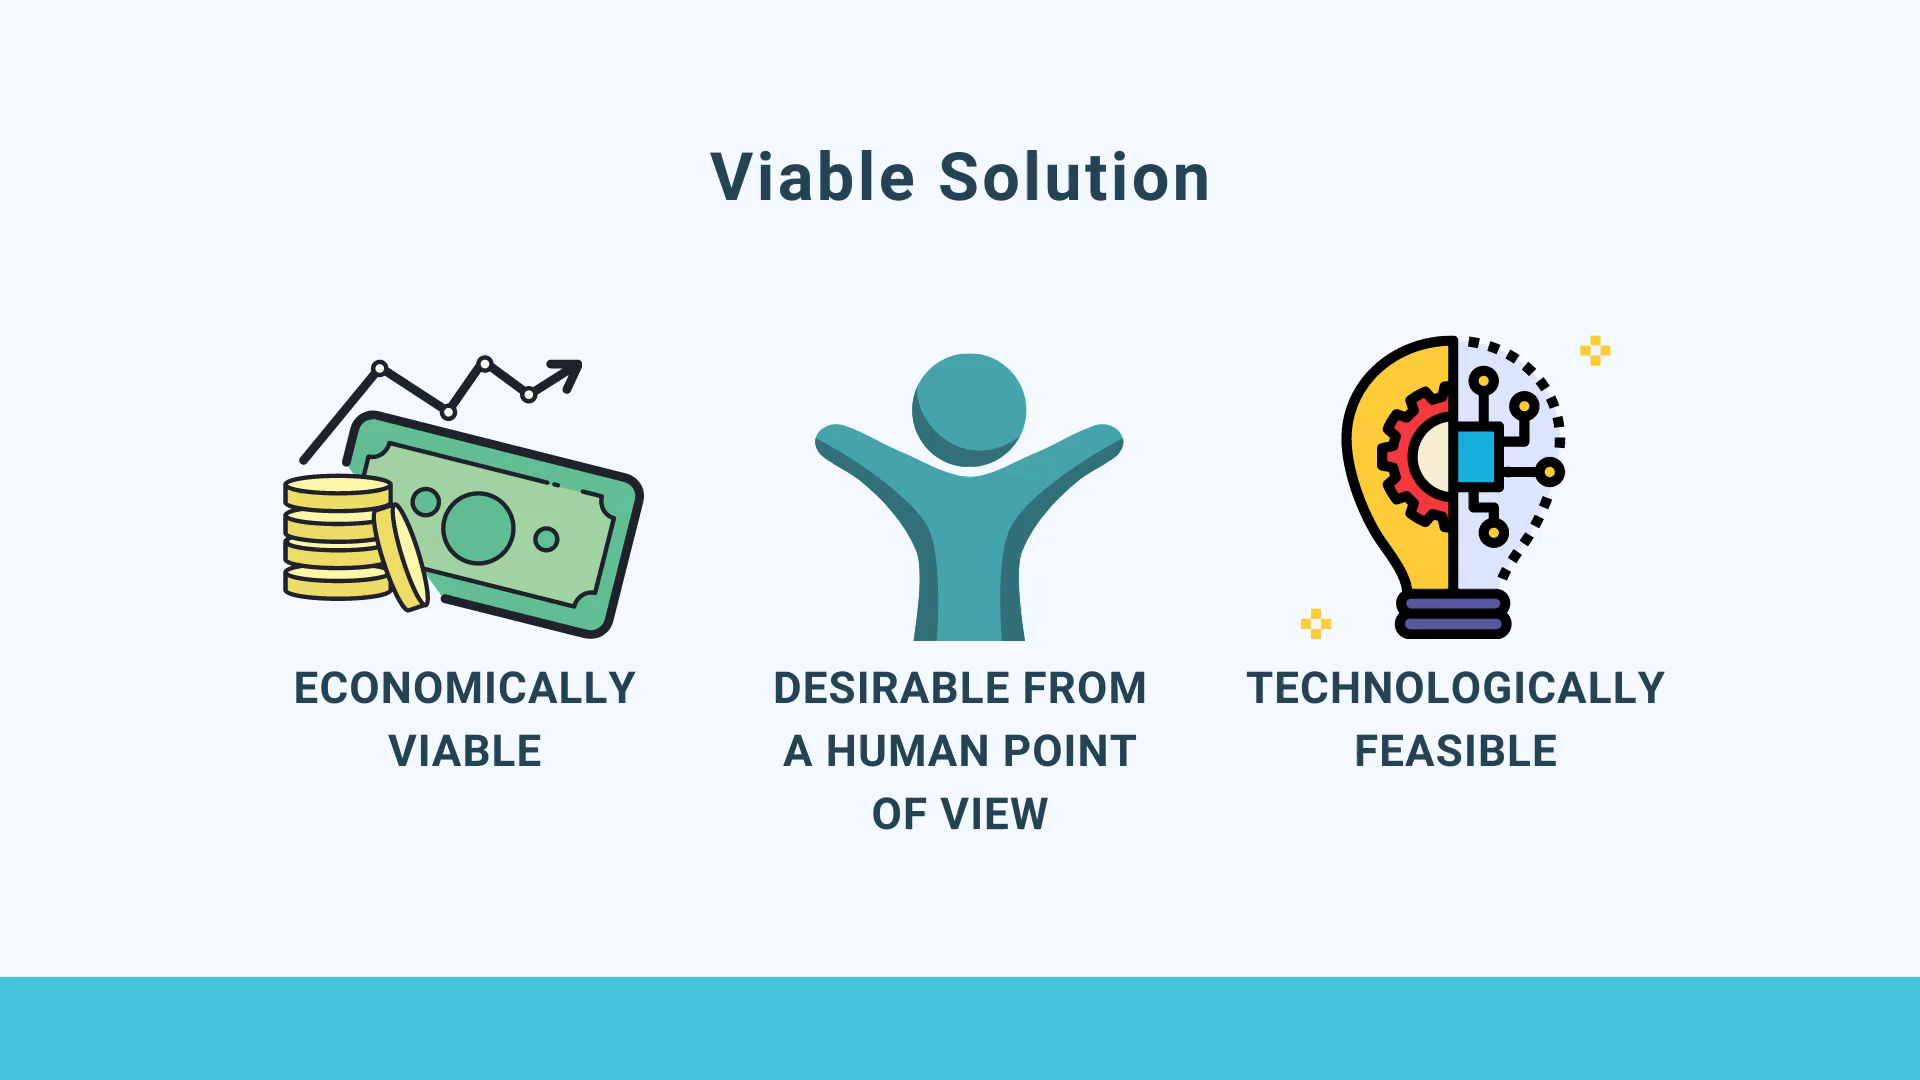 Viable Solution
ECONOMICALLY
VIABLE
DESIRABLE FROM
A HUMAN POINT
OF VIEW
TECHNOLOGICALLY
FEASIBLE